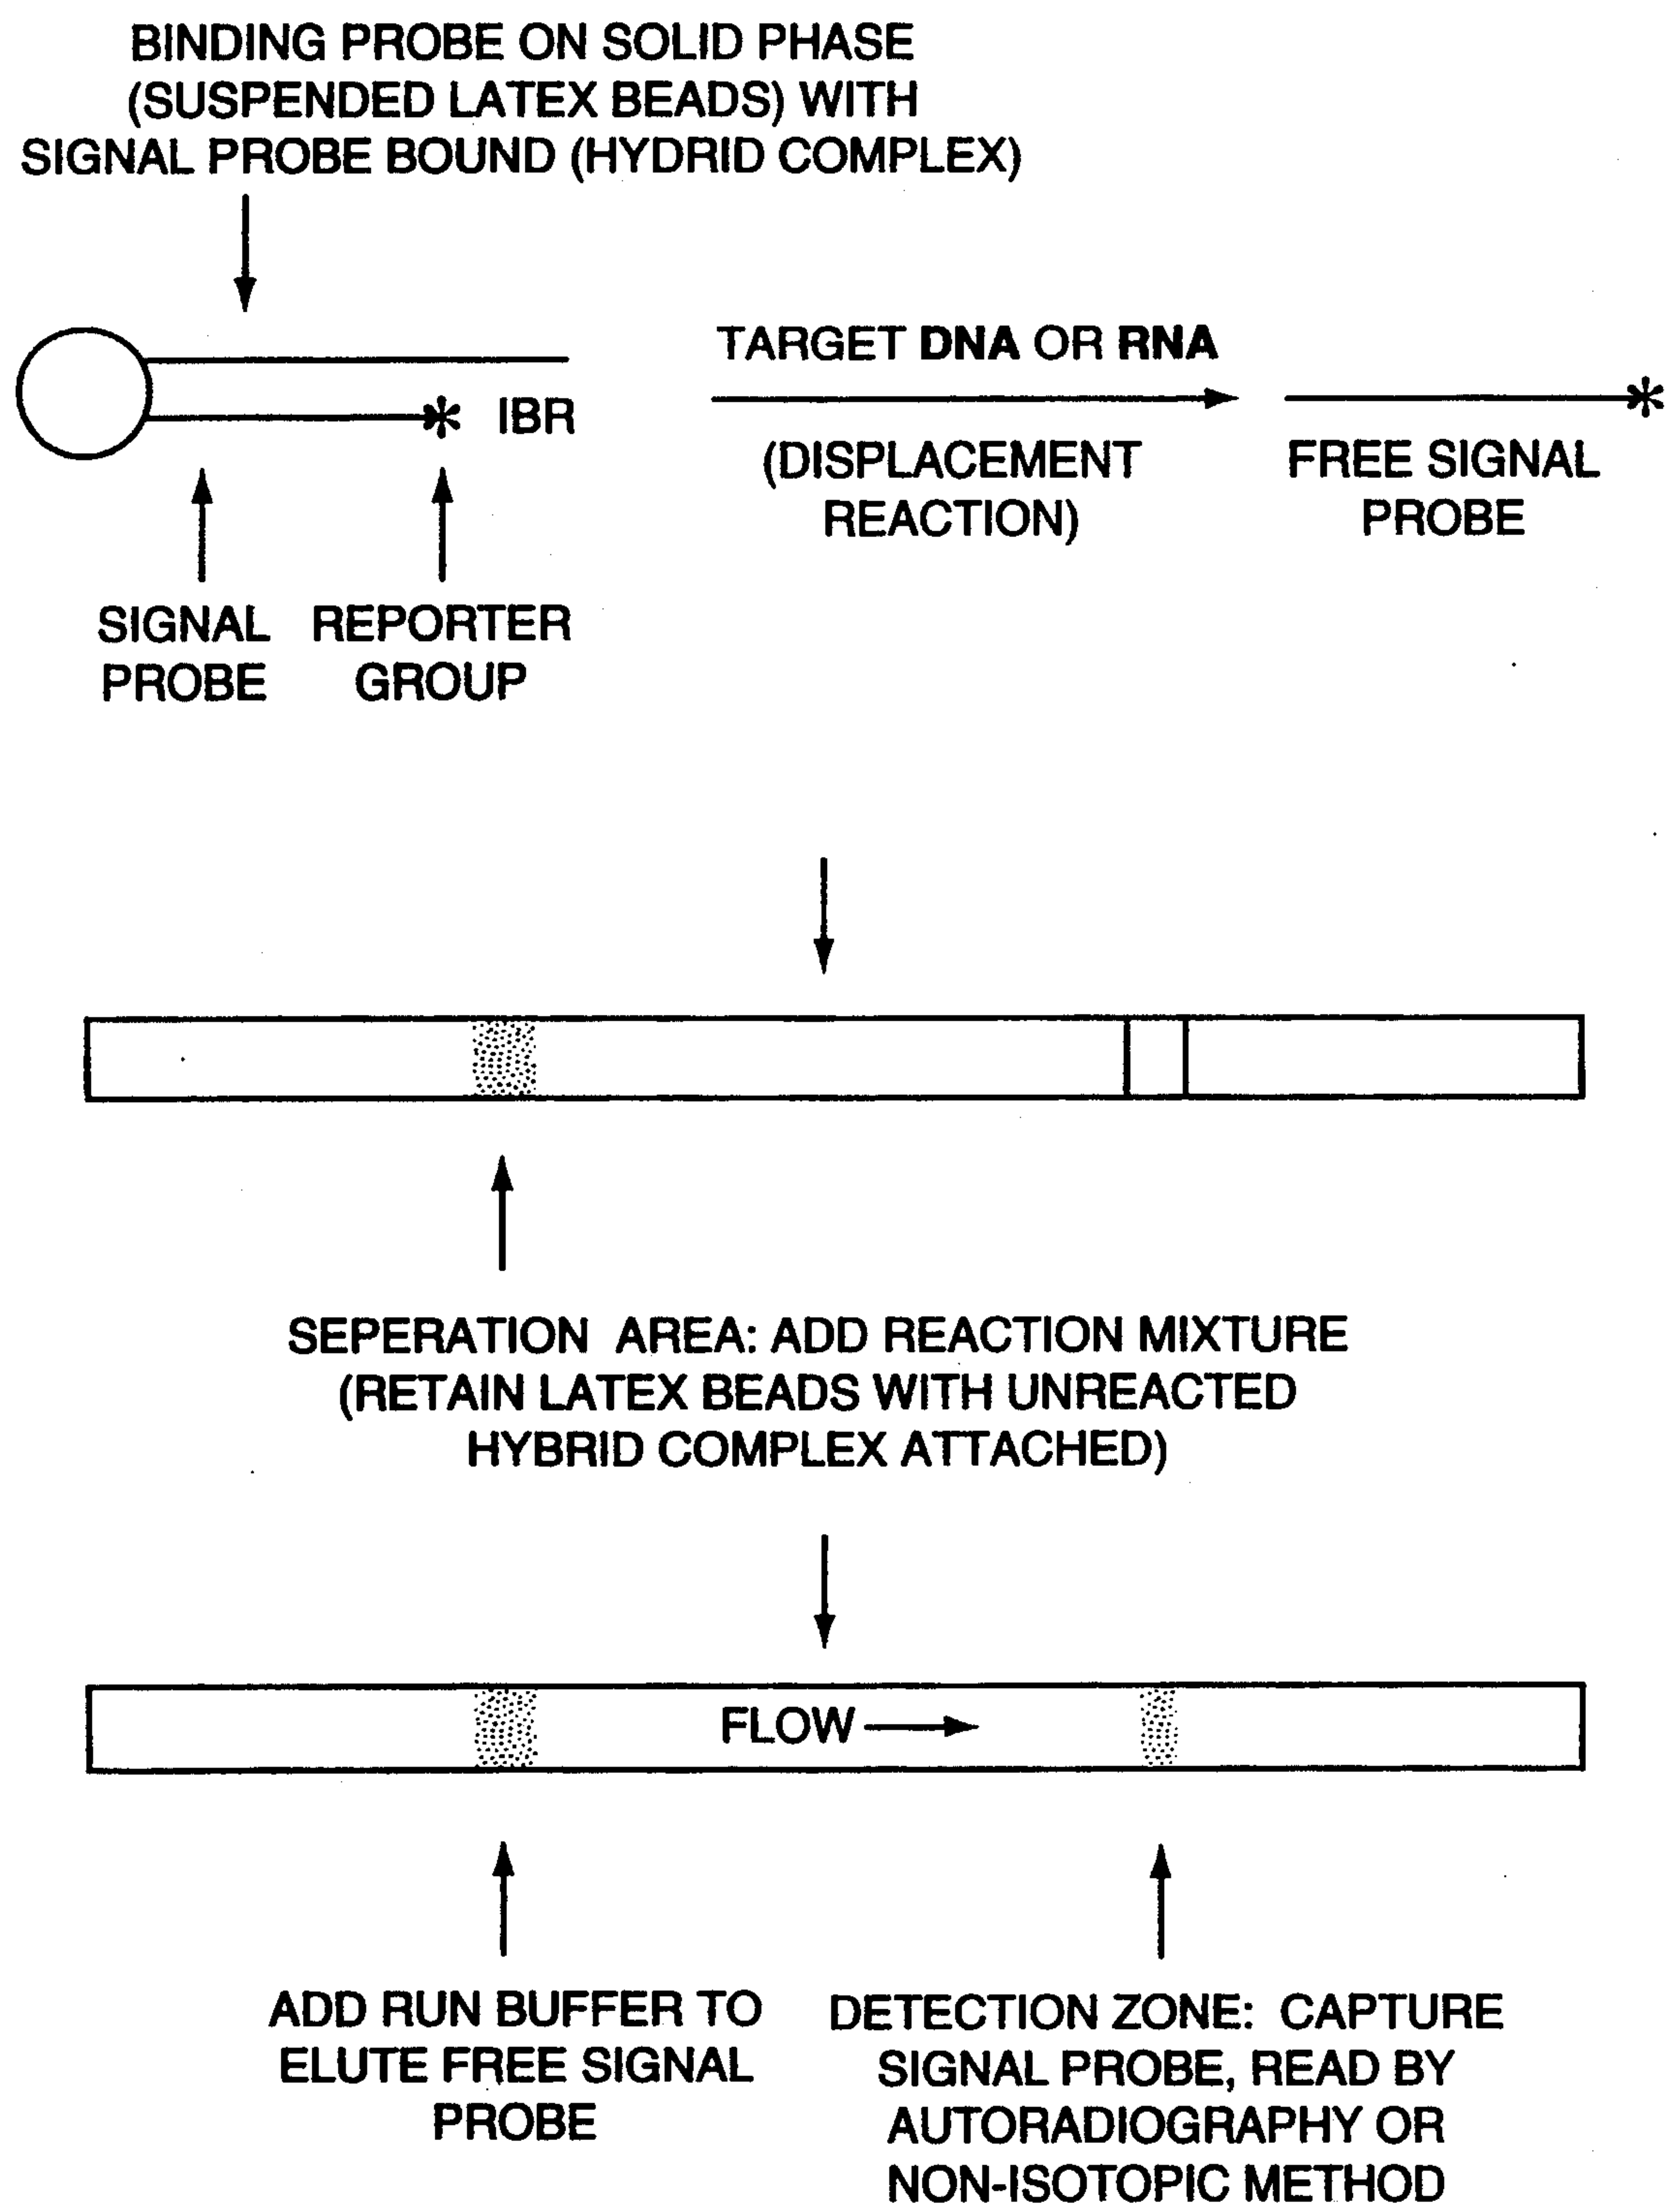 BINDING PROBE ON SOLID PHASE
(SUSPENDED LATEX BEADS) WITH
SIGNAL PROBE BOUND (HYDRID COMPLEX)
TARGET DNA OR RNA
IBR
(DISPLACEMENT
REACTION)
FREE SIGNAL
PROBE
SIGNAL
PROBE
REPORTER
GROUP
SEPERATION AREA: ADD REACTION MIXTURE
(RETAIN LATEX BEADS WITH UNREACTED
HYBRID COMPLEX ATTACHED)
FLOW
ADD RUN BUFFER TO
ELUTE FREE SIGNAL
PROBE
DETECTION ZONE: CAPTURE
SIGNAL PROBE, READ BY
AUTORADIOGRAPHY OR
NON-ISOTOPIC METHOD